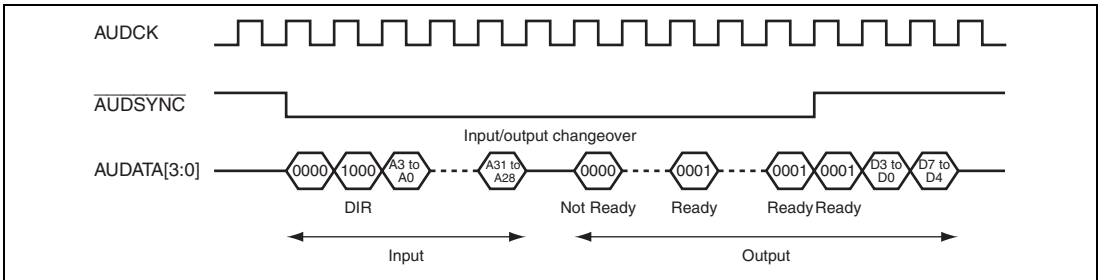 AUDCK
AUDSYNC
Input/output changeover
AUDATA[3:0]
0000 1000 A3 to A0 A31 to A28 0000 0001 0001 0001 D3 to D0 D7 to D4
DIR Not Ready Ready Ready Ready
Input Output